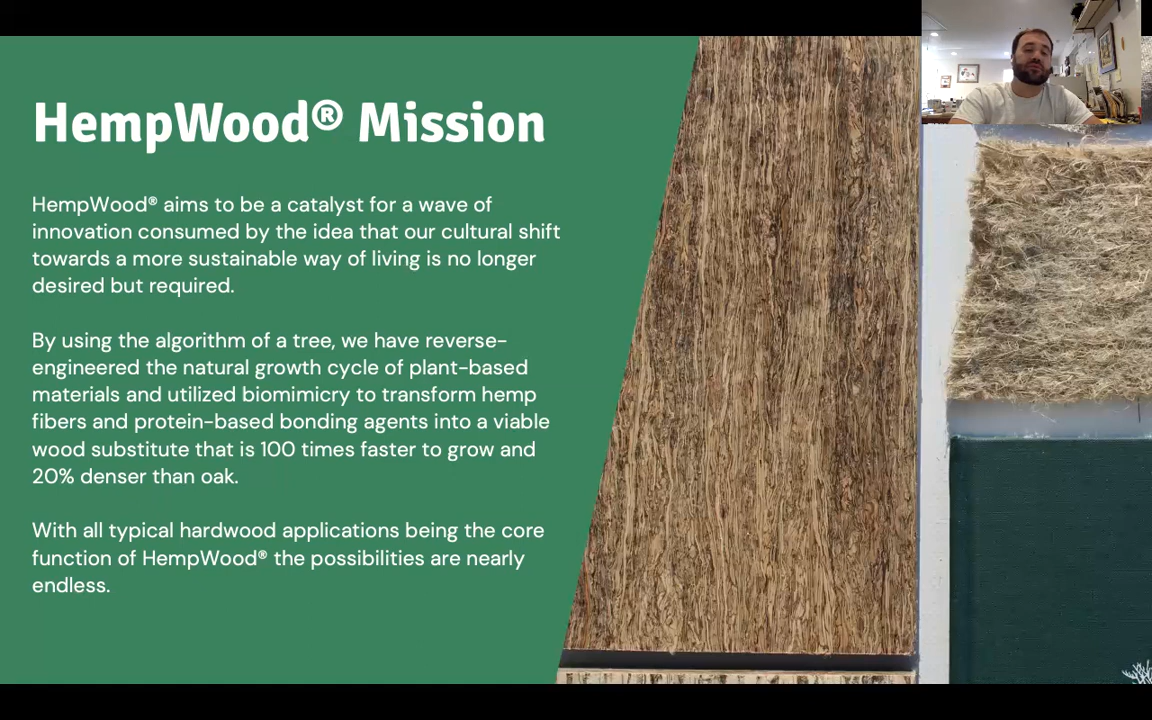 HempWood® Mission
HempWood® aims to be a catalyst for a wave of
innovation consumed by the idea that our cultural shift
towards a more sustainable way of living is no longer
desired but required.
By using the algorithm of a tree, we have reverse-
engineered the natural growth cycle of plant-based
materials and utilized biomimicry to transform hemp
fibers and protein-based bonding agents into a viable
wood substitute that is 100 times faster to grow and
20% denser than oak.
With all typical hardwood applications being the core
function of HempWood® the possibilities are nearly
endless.